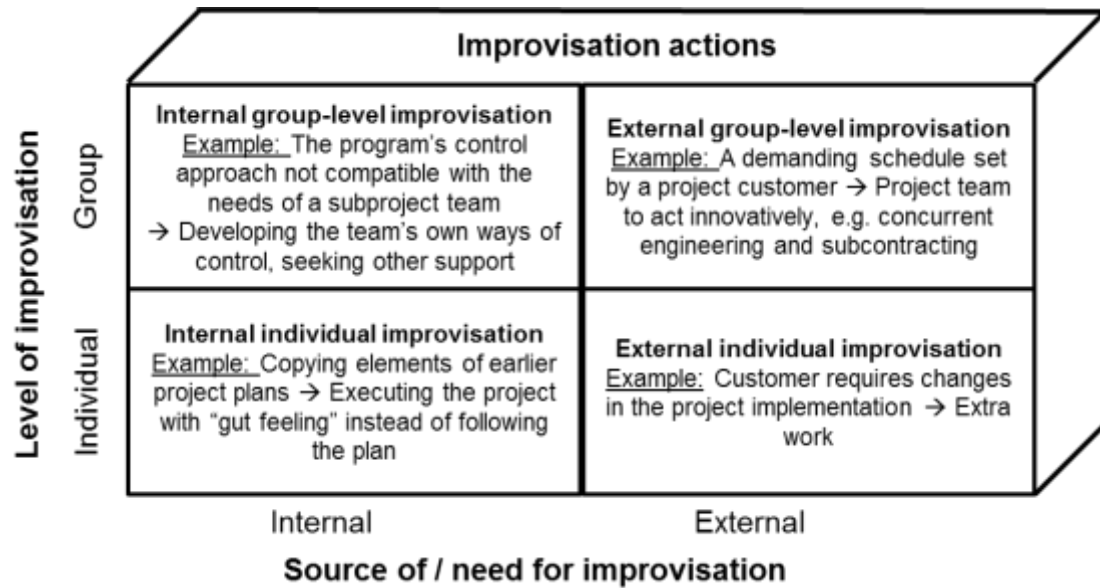 Improvisation actions
Internal group-level improvisation
Example: The program's control
approach not compatible with the
needs of a subproject team
→ Developing the team's own ways of
control, seeking other support
External group-level improvisation
Example: A demanding schedule set
by a project customer → Project team
to act innovatively, e.g. concurrent
engineering and subcontracting
Internal individual improvisation
Example: Copying elements of earlier
project plans → Executing the project
with “gut feeling” instead of following
the plan
External individual improvisation
Example: Customer requires changes
in the project implementation → Extra
work
Level of improvisation
Group
Individual
Internal
External
Source of / need for improvisation